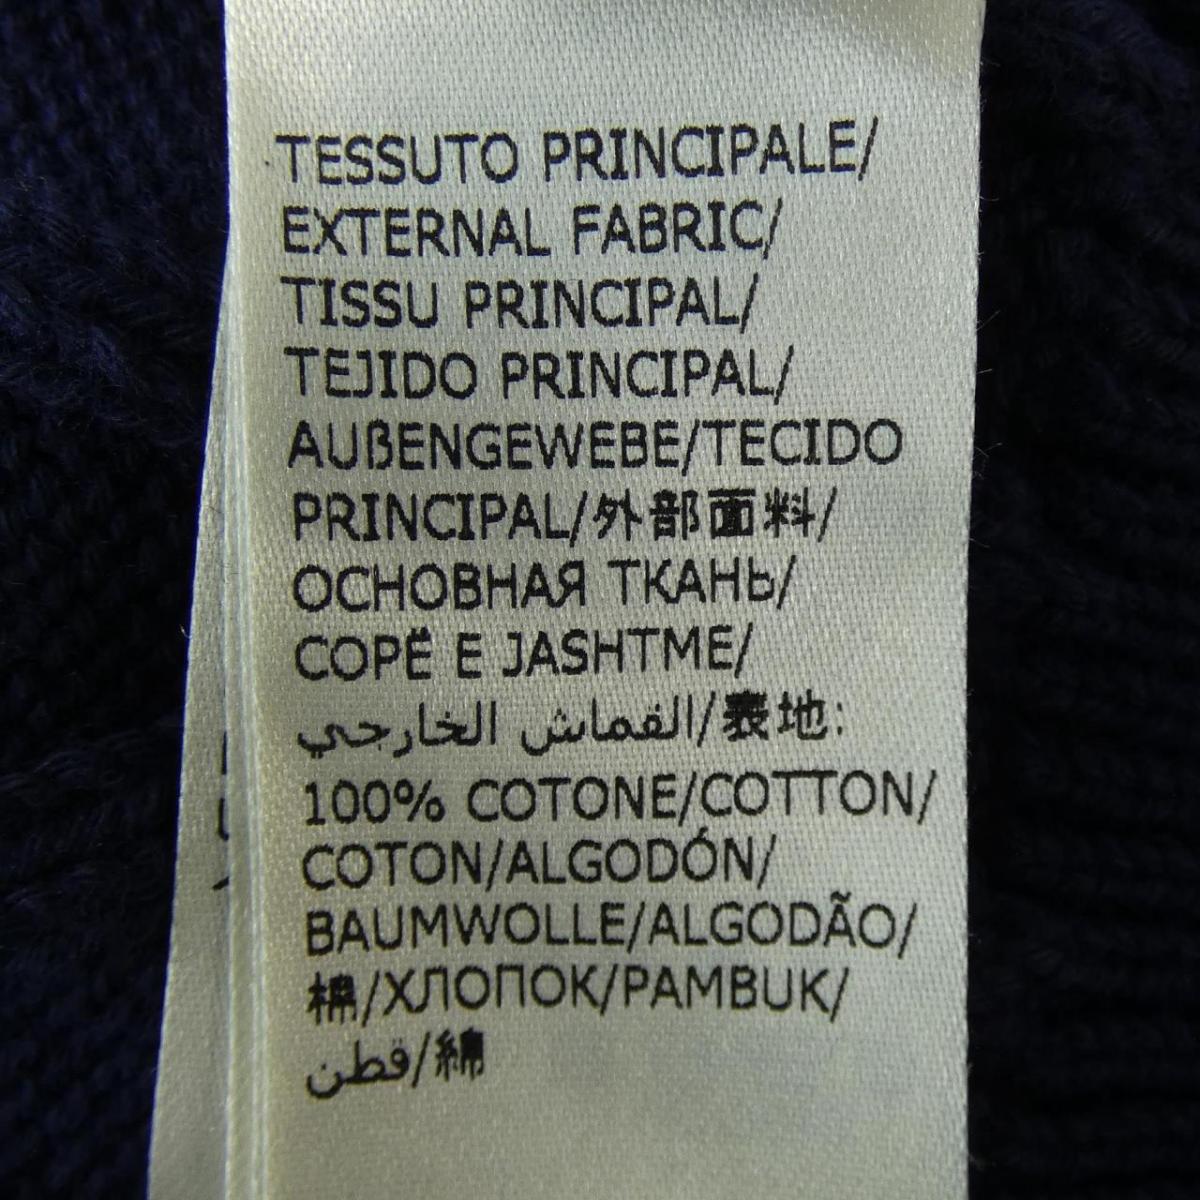 TESSUTO PRINCIPALE/
EXTERNAL FABRIC/
TISSU PRINCIPAL/
TEJIDO PRINCIPAL/
AUßENGEWEBE/TECIDO
PRINCIPAL/外部面料/
ОСНОВНАЯ ТКАНЬ/
COPË E JASHTME/
القماش الخارجي/表地:
100% COTONE/COTTON/
COTON/ALGODÓN/
BAUMWOLLE/ALGODÃO/
棉/ХЛОПОК/PAMBUK/
قطن/綿